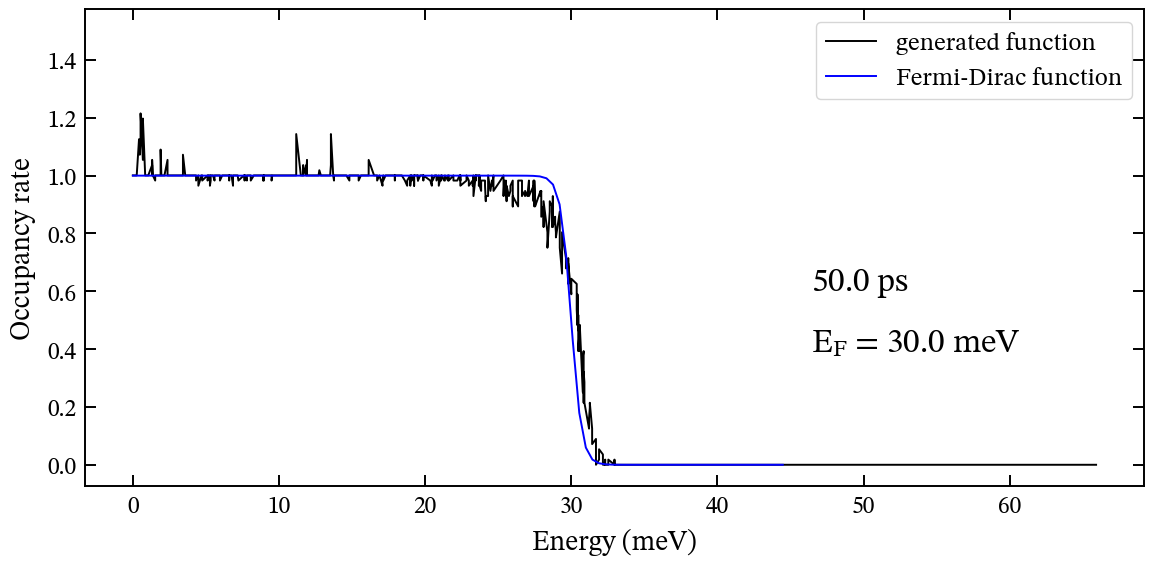 generated function
Fermi-Dirac function
1.4
1.2
1.0
0.8
0.6
0.4
0.2
0.0
Occupancy rate
50.0 ps
E_F = 30.0 meV
0 10 20 30 40 50 60
Energy (meV)